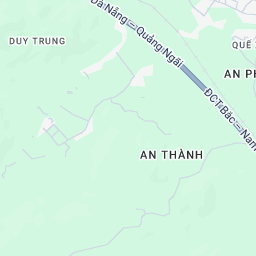 Đà Nẵng – Quảng Ngãi
DUY TRUNG
QUẾ
AN PH
ĐCT Bắc – Nam
AN THÀNH